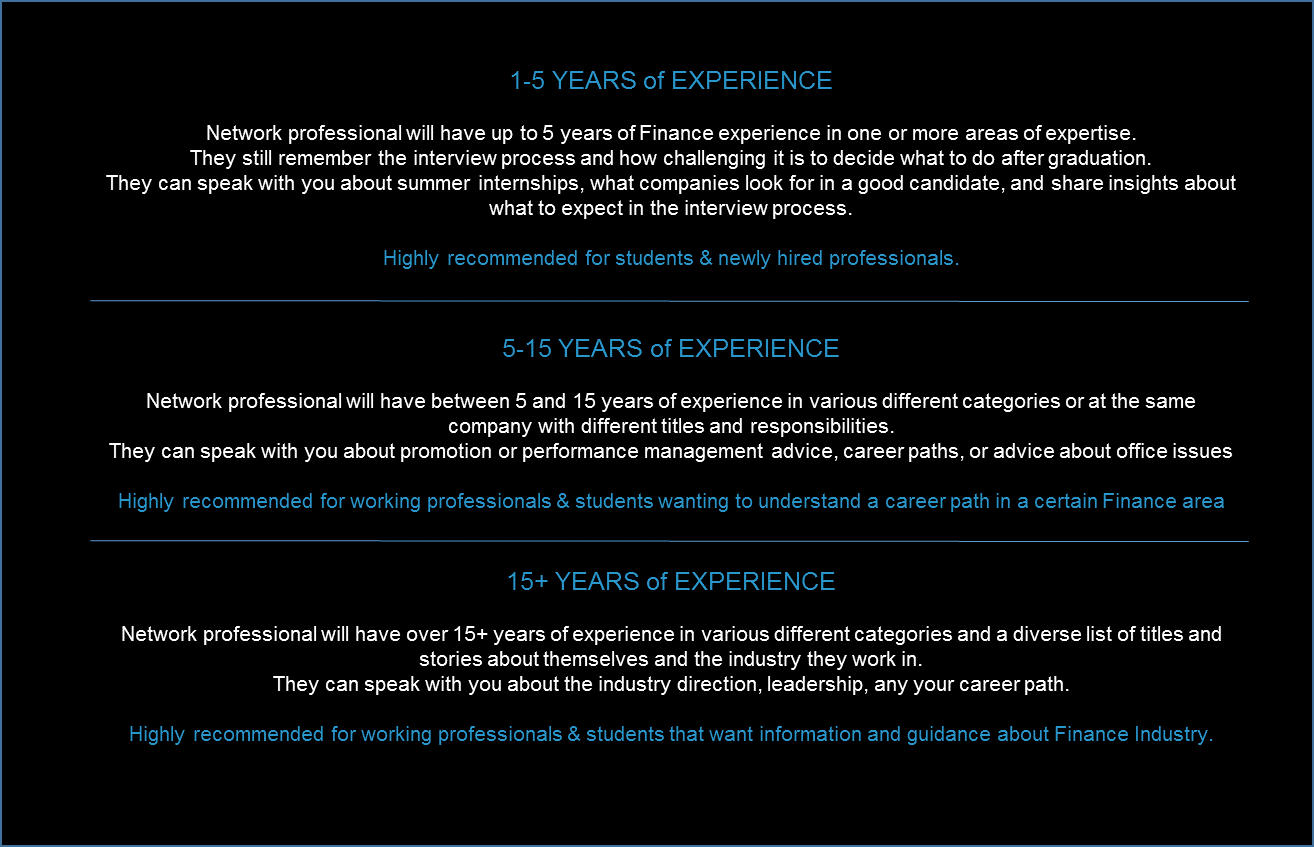 1-5 YEARS of EXPERIENCE
Network professional will have up to 5 years of Finance experience in one or more areas of expertise.
They still remember the interview process and how challenging it is to decide what to do after graduation.
They can speak with you about summer internships, what companies look for in a good candidate, and share insights about
what to expect in the interview process.
Highly recommended for students & newly hired professionals.
5-15 YEARS of EXPERIENCE
Network professional will have between 5 and 15 years of experience in various different categories or at the same
company with different titles and responsibilities.
They can speak with you about promotion or performance management advice, career paths, or advice about office issues
Highly recommended for working professionals & students wanting to understand a career path in a certain Finance area
15+ YEARS of EXPERIENCE
Network professional will have over 15+ years of experience in various different categories and a diverse list of titles and
stories about themselves and the industry they work in.
They can speak with you about the industry direction, leadership, any your career path.
Highly recommended for working professionals & students that want information and guidance about Finance Industry.